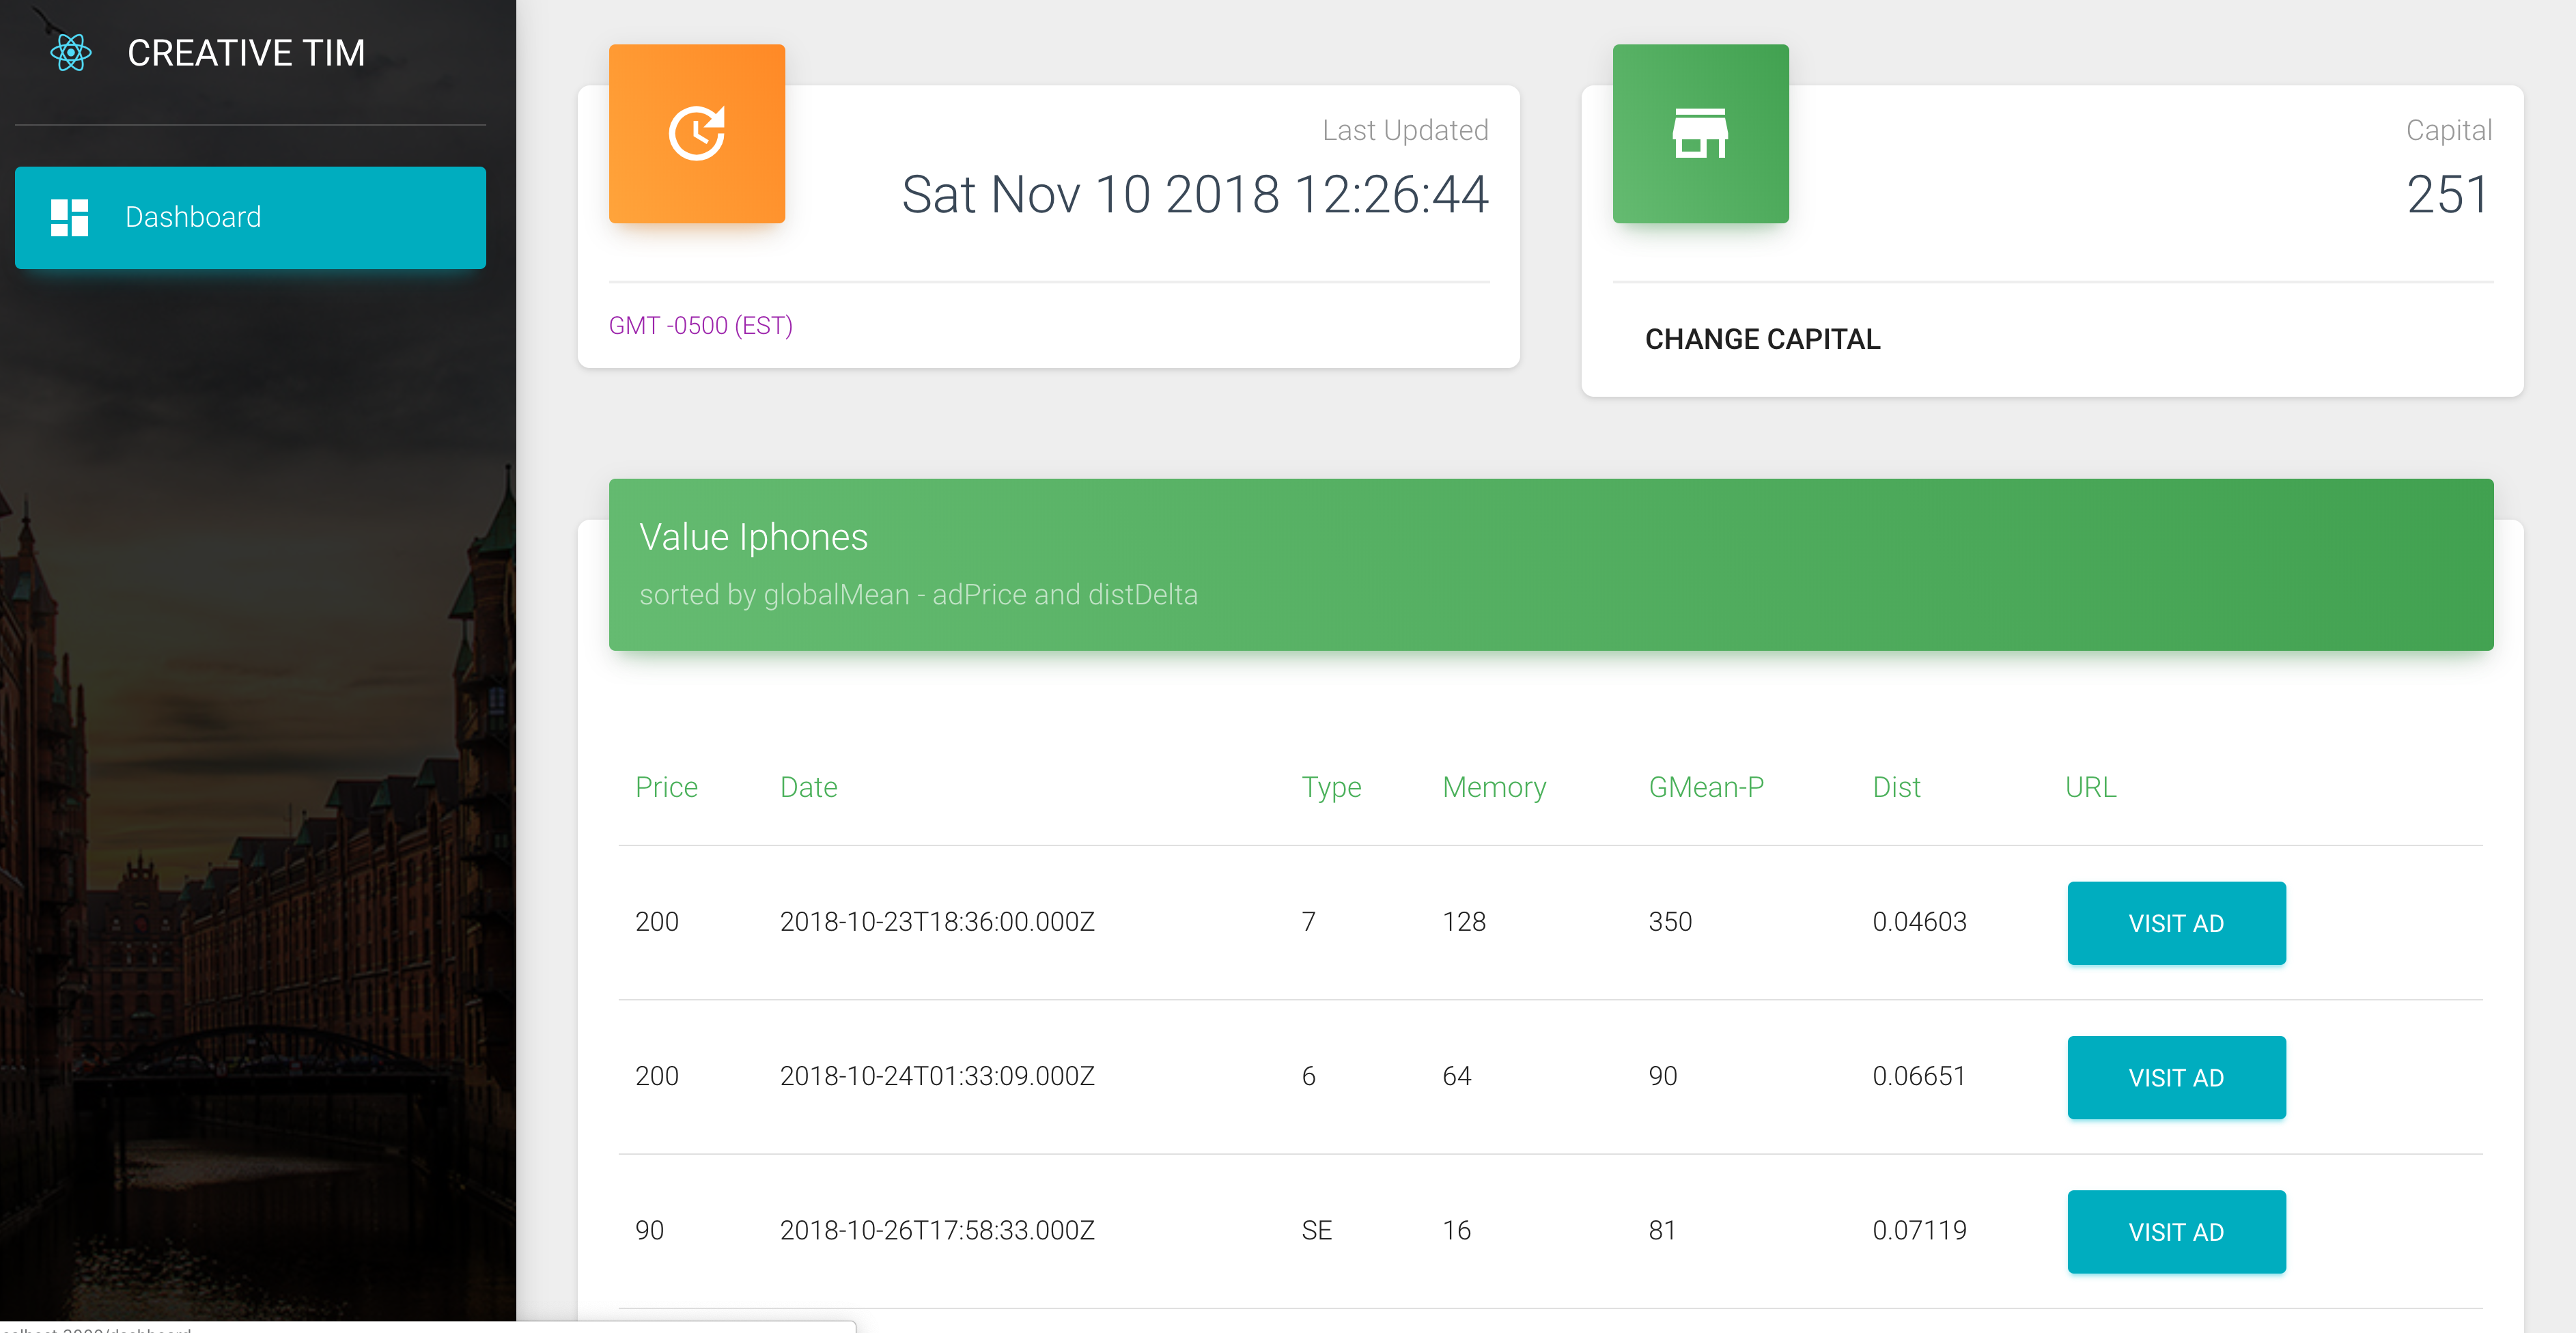 CREATIVE TIM
Dashboard
Last Updated
Sat Nov 10 2018 12:26:44
GMT -0500 (EST)
Capital
251
CHANGE CAPITAL
Value Iphones
sorted by globalMean - adPrice and distDelta
Price Date Type Memory GMean-P Dist URL
200 2018-10-23T18:36:00.000Z 7 128 350 0.04603 VISIT AD
200 2018-10-24T01:33:09.000Z 6 64 90 0.06651 VISIT AD
90 2018-10-26T17:58:33.000Z SE 16 81 0.07119 VISIT AD